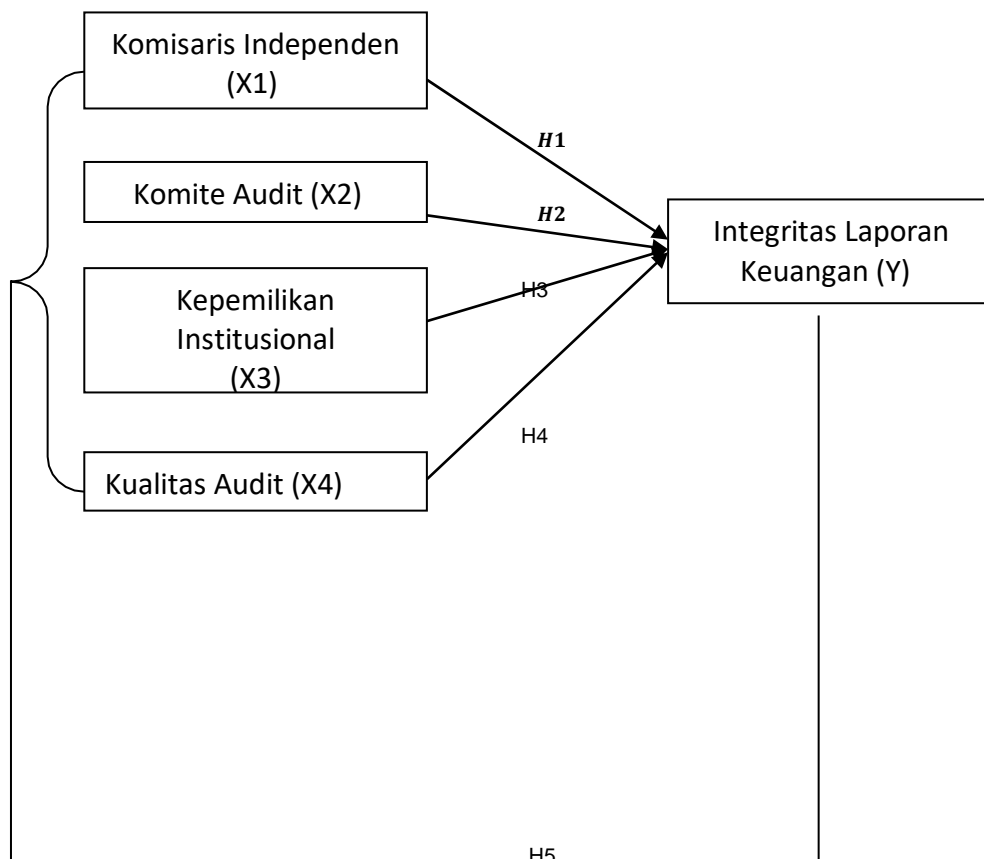 Komisaris Independen
(X1)
H1
Komite Audit (X2)
H2
Integritas Laporan
Keuangan (Y)
Kepemilikan
Institusional
(X3)
H3
H4
Kualitas Audit (X4)
H5